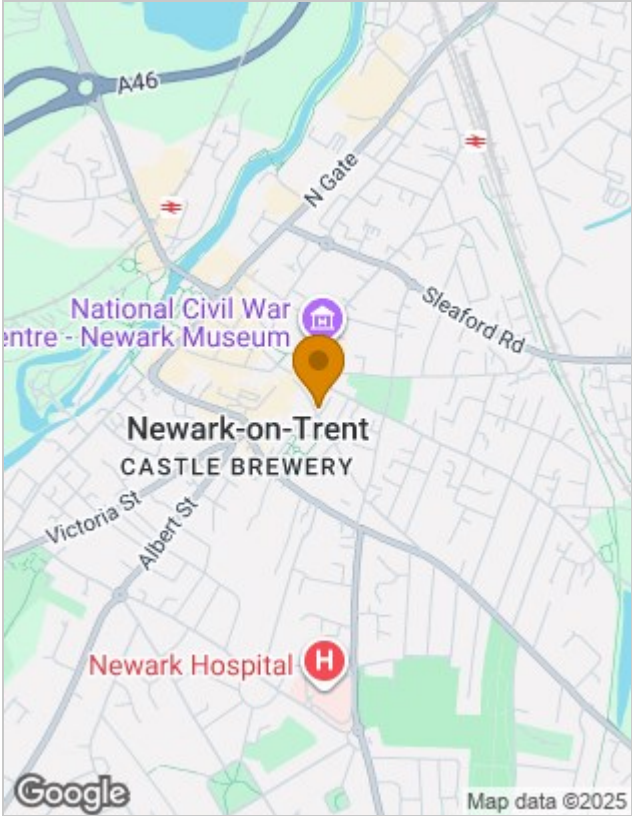 A46
N Gate
National Civil War
entre - Newark Museum
Sleaford Rd
Newark-on-Trent
CASTLE BREWERY
Victoria St
Albert St
Newark Hospital
H
Google
Map data ©2025